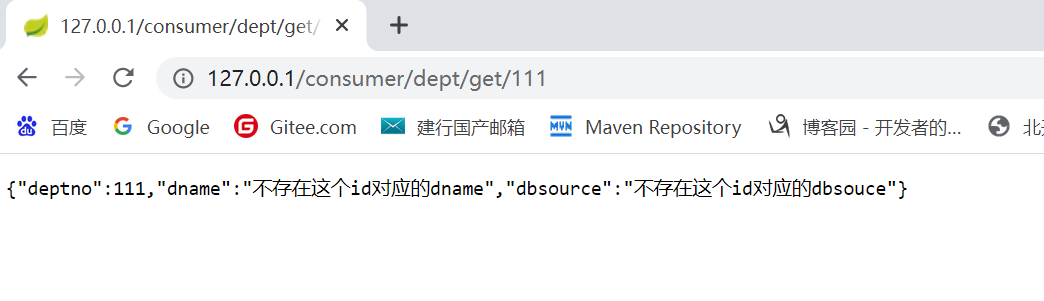 127.0.0.1/consumer/dept/get/
127.0.0.1/consumer/dept/get/111
百度 Google Gitee.com 建行国产邮箱 MVN Maven Repository 博客园 - 开发者的...
{"deptno":111,"dname":"不存在这个id对应的dname","dbsource":"不存在这个id对应的dbsouce"}